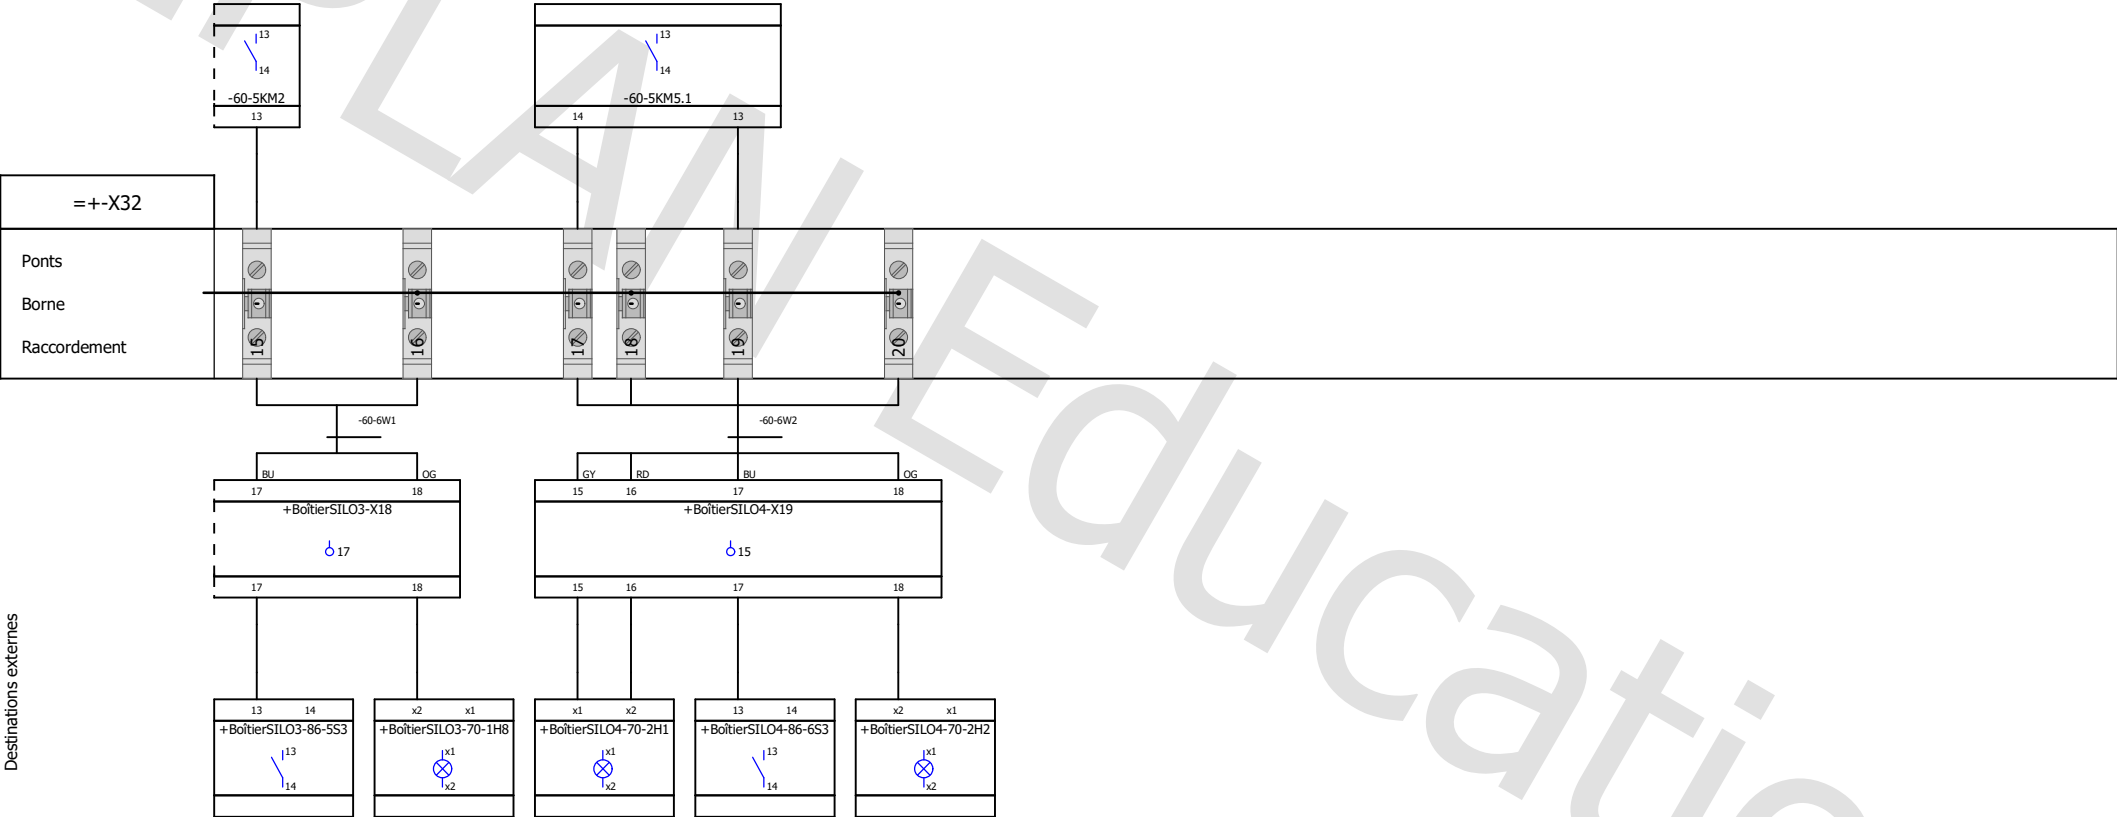 13
14
-60-5KM2
13
13
14
-60-5KM5.1
14 13
=+-X32
Ponts
Borne
Raccordement
15 16 17 18 19 20
-60-6W1
-60-6W2
BU OG GY RD BU OG
17 18
+BoîtierSILO3-X18
17
17 18
15 16 17 18
+BoîtierSILO4-X19
15
15 16 17 18
Destinations externes
13 14
+BoîtierSILO3-86-5S3
13
14
x2 x1
+BoîtierSILO3-70-1H8
x1
x2
x1 x2
+BoîtierSILO4-70-2H1
x1
x2
13 14
+BoîtierSILO4-86-6S3
13
14
x2 x1
+BoîtierSILO4-70-2H2
x1
x2
PLAN Educatio